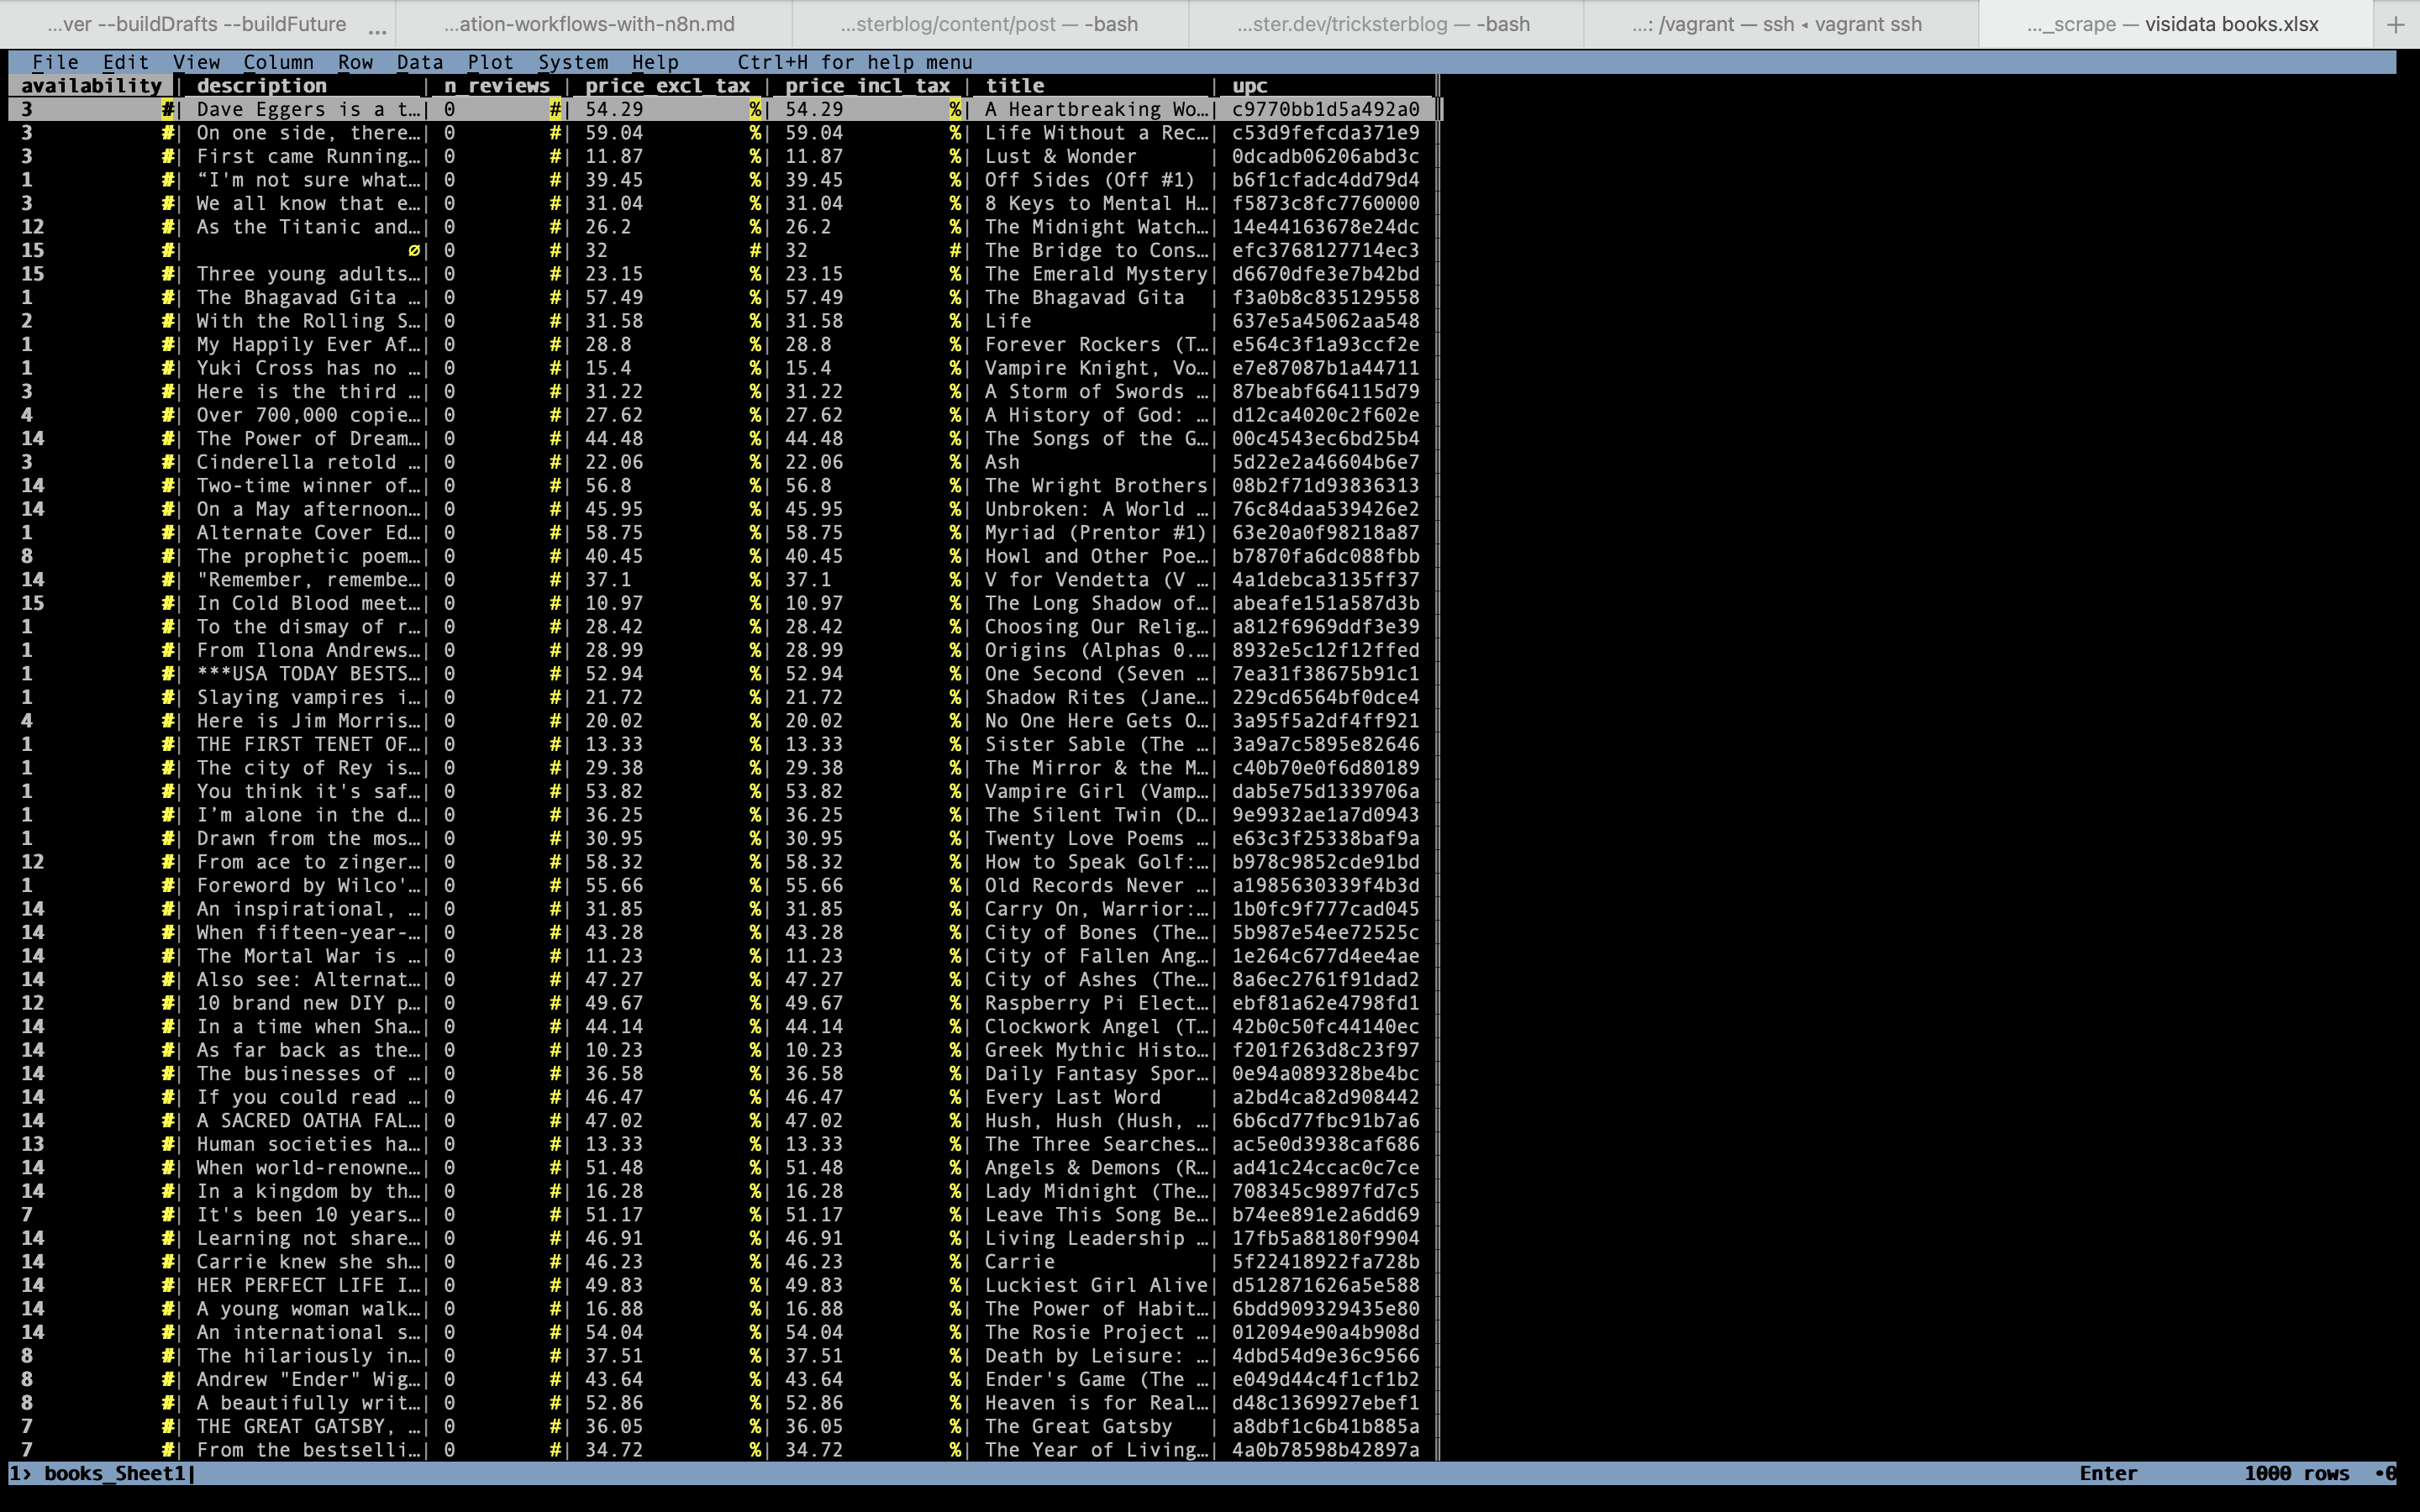 ...ver --buildDrafts --buildFuture ... ...ation-workflows-with-n8n.md ...sterblog/content/post — -bash ...ster.dev/tricksterblog — -bash ...: /vagrant — ssh ◂ vagrant ssh ..._scrape — visidata books.xlsx +
File Edit View Column Row Data Plot System Help Ctrl+H for help menu
availability | description | n_reviews | price_excl_tax | price_incl_tax | title | upc
3 #| Dave Eggers is a t…| 0 #| 54.29 %| 54.29 %| A Heartbreaking Wo…| c9770bb1d5a492a0
3 #| On one side, there…| 0 #| 59.04 %| 59.04 %| Life Without a Rec…| c53d9fefcda371e9
3 #| First came Running…| 0 #| 11.87 %| 11.87 %| Lust & Wonder | 0dcadb06206abd3c
1 #| “I'm not sure what…| 0 #| 39.45 %| 39.45 %| Off Sides (Off #1) | b6f1cfadc4dd79d4
3 #| We all know that e…| 0 #| 31.04 %| 31.04 %| 8 Keys to Mental H…| f5873c8fc7760000
12 #| As the Titanic and…| 0 #| 26.2 %| 26.2 %| The Midnight Watch…| 14e44163678e24dc
15 #| ∅| 0 #| 32 #| 32 #| The Bridge to Cons…| efc3768127714ec3
15 #| Three young adults…| 0 #| 23.15 %| 23.15 %| The Emerald Mystery| d6670dfe3e7b42bd
1 #| The Bhagavad Gita …| 0 #| 57.49 %| 57.49 %| The Bhagavad Gita | f3a0b8c835129558
2 #| With the Rolling S…| 0 #| 31.58 %| 31.58 %| Life | 637e5a45062aa548
1 #| My Happily Ever Af…| 0 #| 28.8 %| 28.8 %| Forever Rockers (T…| e564c3f1a93ccf2e
1 #| Yuki Cross has no …| 0 #| 15.4 %| 15.4 %| Vampire Knight, Vo…| e7e87087b1a44711
3 #| Here is the third …| 0 #| 31.22 %| 31.22 %| A Storm of Swords …| 87beabf664115d79
4 #| Over 700,000 copie…| 0 #| 27.62 %| 27.62 %| A History of God: …| d12ca4020c2f602e
14 #| The Power of Dream…| 0 #| 44.48 %| 44.48 %| The Songs of the G…| 00c4543ec6bd25b4
3 #| Cinderella retold …| 0 #| 22.06 %| 22.06 %| Ash | 5d22e2a46604b6e7
14 #| Two-time winner of…| 0 #| 56.8 %| 56.8 %| The Wright Brothers| 08b2f71d93836313
14 #| On a May afternoon…| 0 #| 45.95 %| 45.95 %| Unbroken: A World …| 76c84daa539426e2
1 #| Alternate Cover Ed…| 0 #| 58.75 %| 58.75 %| Myriad (Prentor #1)| 63e20a0f98218a87
8 #| The prophetic poem…| 0 #| 40.45 %| 40.45 %| Howl and Other Poe…| b7870fa6dc088fbb
14 #| "Remember, remembe…| 0 #| 37.1 %| 37.1 %| V for Vendetta (V …| 4a1debca3135ff37
15 #| In Cold Blood meet…| 0 #| 10.97 %| 10.97 %| The Long Shadow of…| abeafe151a587d3b
1 #| To the dismay of r…| 0 #| 28.42 %| 28.42 %| Choosing Our Relig…| a812f6969ddf3e39
1 #| From Ilona Andrews…| 0 #| 28.99 %| 28.99 %| Origins (Alphas 0.…| 8932e5c12f12ffed
1 #| ***USA TODAY BESTS…| 0 #| 52.94 %| 52.94 %| One Second (Seven …| 7ea31f38675b91c1
1 #| Slaying vampires i…| 0 #| 21.72 %| 21.72 %| Shadow Rites (Jane…| 229cd6564bf0dce4
4 #| Here is Jim Morris…| 0 #| 20.02 %| 20.02 %| No One Here Gets O…| 3a95f5a2df4ff921
1 #| THE FIRST TENET OF…| 0 #| 13.33 %| 13.33 %| Sister Sable (The …| 3a9a7c5895e82646
1 #| The city of Rey is…| 0 #| 29.38 %| 29.38 %| The Mirror & the M…| c40b70e0f6d80189
1 #| You think it's saf…| 0 #| 53.82 %| 53.82 %| Vampire Girl (Vamp…| dab5e75d1339706a
1 #| I’m alone in the d…| 0 #| 36.25 %| 36.25 %| The Silent Twin (D…| 9e9932ae1a7d0943
1 #| Drawn from the mos…| 0 #| 30.95 %| 30.95 %| Twenty Love Poems …| e63c3f25338baf9a
12 #| From ace to zinger…| 0 #| 58.32 %| 58.32 %| How to Speak Golf:…| b978c9852cde91bd
1 #| Foreword by Wilco'…| 0 #| 55.66 %| 55.66 %| Old Records Never …| a1985630339f4b3d
14 #| An inspirational, …| 0 #| 31.85 %| 31.85 %| Carry On, Warrior:…| 1b0fc9f777cad045
14 #| When fifteen-year-…| 0 #| 43.28 %| 43.28 %| City of Bones (The…| 5b987e54ee72525c
14 #| The Mortal War is …| 0 #| 11.23 %| 11.23 %| City of Fallen Ang…| 1e264c677d4ee4ae
14 #| Also see: Alternat…| 0 #| 47.27 %| 47.27 %| City of Ashes (The…| 8a6ec2761f91dad2
12 #| 10 brand new DIY p…| 0 #| 49.67 %| 49.67 %| Raspberry Pi Elect…| ebf81a62e4798fd1
14 #| In a time when Sha…| 0 #| 44.14 %| 44.14 %| Clockwork Angel (T…| 42b0c50fc44140ec
14 #| As far back as the…| 0 #| 10.23 %| 10.23 %| Greek Mythic Histo…| f201f263d8c23f97
14 #| The businesses of …| 0 #| 36.58 %| 36.58 %| Daily Fantasy Spor…| 0e94a089328be4bc
14 #| If you could read …| 0 #| 46.47 %| 46.47 %| Every Last Word | a2bd4ca82d908442
14 #| A SACRED OATHA FAL…| 0 #| 47.02 %| 47.02 %| Hush, Hush (Hush, …| 6b6cd77fbc91b7a6
13 #| Human societies ha…| 0 #| 13.33 %| 13.33 %| The Three Searches…| ac5e0d3938caf686
14 #| When world-renowne…| 0 #| 51.48 %| 51.48 %| Angels & Demons (R…| ad41c24ccac0c7ce
14 #| In a kingdom by th…| 0 #| 16.28 %| 16.28 %| Lady Midnight (The…| 708345c9897fd7c5
7 #| It's been 10 years…| 0 #| 51.17 %| 51.17 %| Leave This Song Be…| b74ee891e2a6dd69
14 #| Learning not share…| 0 #| 46.91 %| 46.91 %| Living Leadership …| 17fb5a88180f9904
14 #| Carrie knew she sh…| 0 #| 46.23 %| 46.23 %| Carrie | 5f22418922fa728b
14 #| HER PERFECT LIFE I…| 0 #| 49.83 %| 49.83 %| Luckiest Girl Alive| d512871626a5e588
14 #| A young woman walk…| 0 #| 16.88 %| 16.88 %| The Power of Habit…| 6bdd909329435e80
14 #| An international s…| 0 #| 54.04 %| 54.04 %| The Rosie Project …| 012094e90a4b908d
8 #| The hilariously in…| 0 #| 37.51 %| 37.51 %| Death by Leisure: …| 4dbd54d9e36c9566
8 #| Andrew "Ender" Wig…| 0 #| 43.64 %| 43.64 %| Ender's Game (The …| e049d44c4f1cf1b2
8 #| A beautifully writ…| 0 #| 52.86 %| 52.86 %| Heaven is for Real…| d48c1369927ebef1
7 #| THE GREAT GATSBY, …| 0 #| 36.05 %| 36.05 %| The Great Gatsby | a8dbf1c6b41b885a
7 #| From the bestselli…| 0 #| 34.72 %| 34.72 %| The Year of Living…| 4a0b78598b42897a
1› books_Sheet1| Enter 1000 rows •0